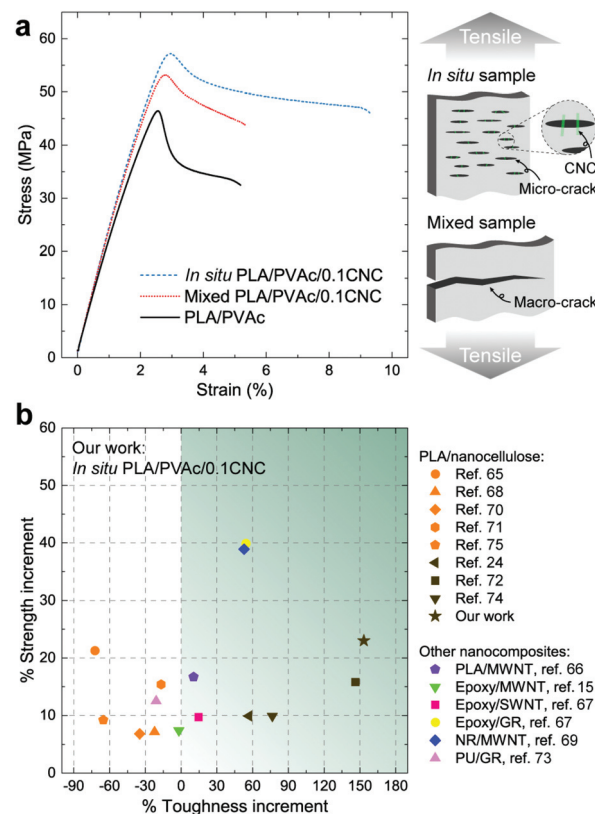 a
60
50
40
30
20
10
0
Stress (MPa)
In situ PLA/PVAc/0.1CNC
Mixed PLA/PVAc/0.1CNC
PLA/PVAc
0 2 4 6 8 10
Strain (%)
Tensile
In situ sample
CNC
Micro-crack
Mixed sample
Macro-crack
Tensile
b
60
50
40
30
20
10
0
% Strength increment
Our work:
In situ PLA/PVAc/0.1CNC
-90 -60 -30 0 30 60 90 120 150 180
% Toughness increment
PLA/nanocellulose:
Ref. 65
Ref. 68
Ref. 70
Ref. 71
Ref. 75
Ref. 24
Ref. 72
Ref. 74
Our work
Other nanocomposites:
PLA/MWNT, ref. 66
Epoxy/MWNT, ref. 15
Epoxy/SWNT, ref. 67
Epoxy/GR, ref. 67
NR/MWNT, ref. 69
PU/GR, ref. 73